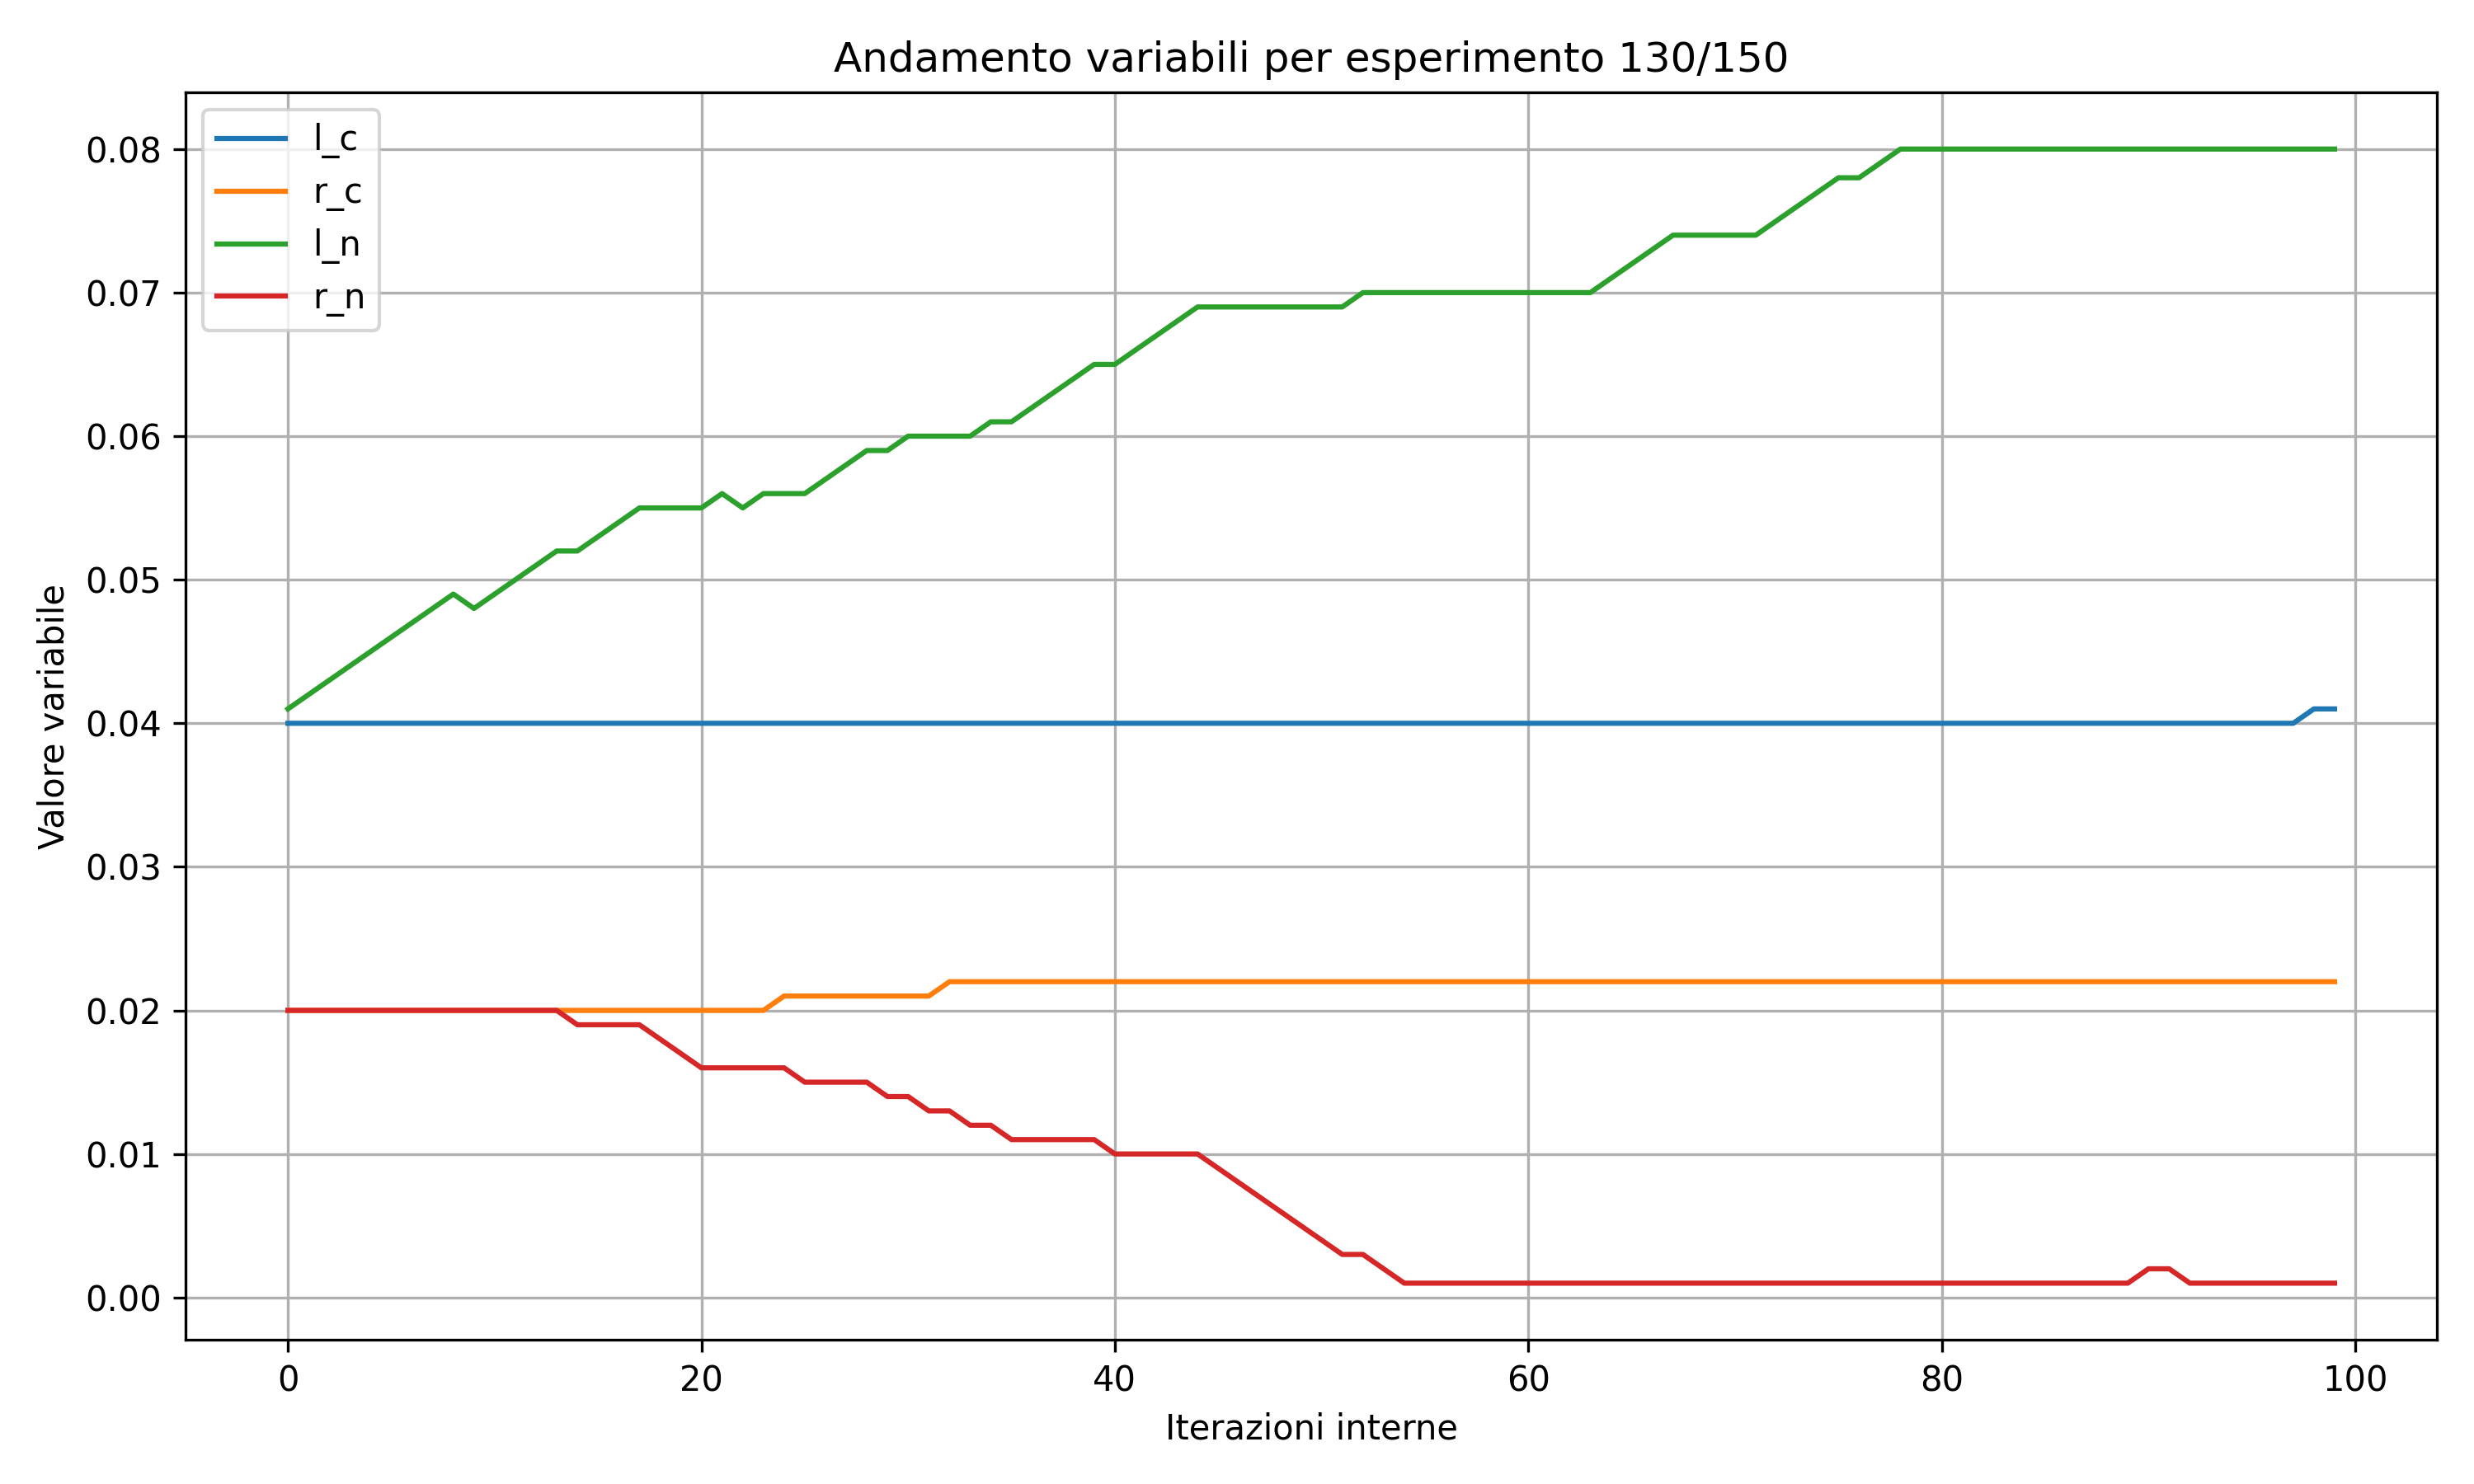 Andamento variabili per esperimento 130/150
l_c
r_c
l_n
r_n
0.08
0.07
0.06
0.05
0.04
0.03
0.02
0.01
0.00
Valore variabile
0 20 40 60 80 100
Iterazioni interne